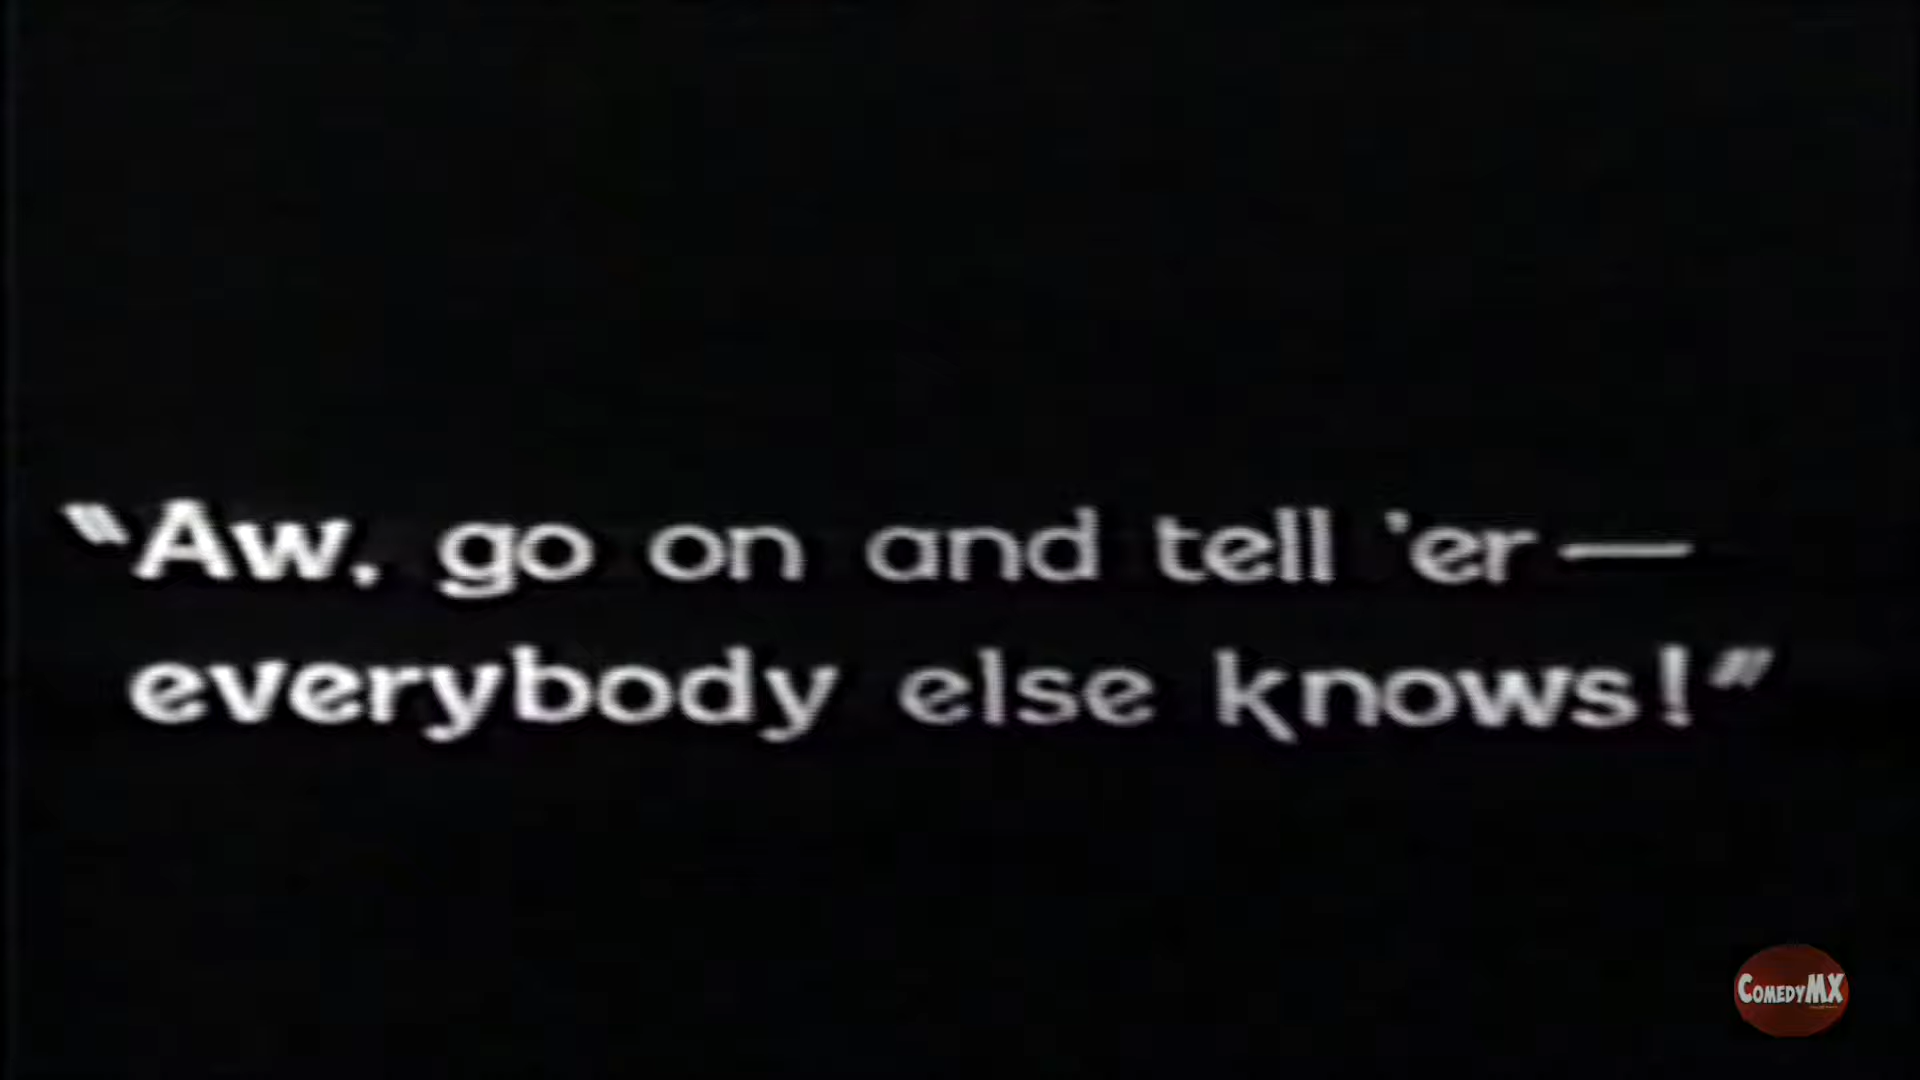 “Aw, go on and tell 'er—
everybody else knows!”
COMEDYMX